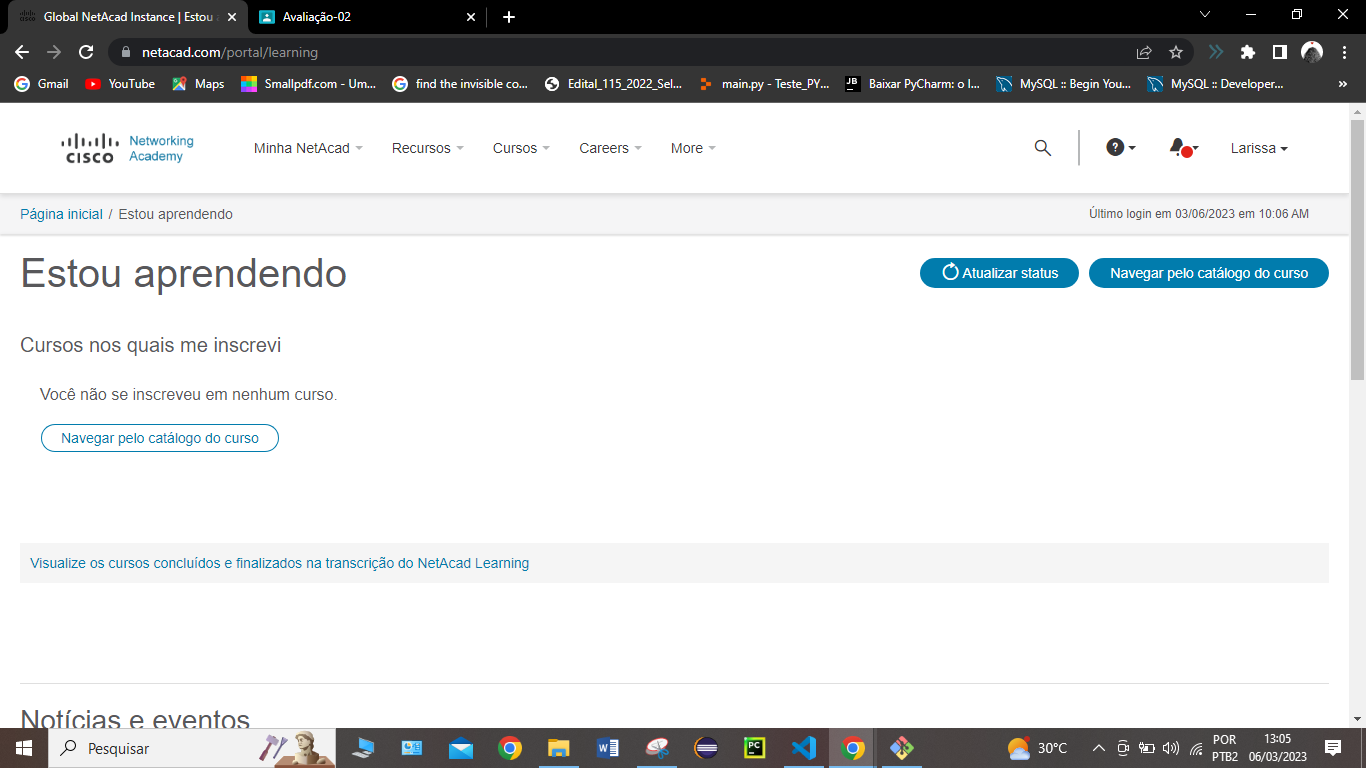 Global NetAcad Instance | Estou
Avaliação-02
netacad.com/portal/learning
Gmail YouTube Maps Smallpdf.com - Um... find the invisible co... Edital_115_2022_Sel... main.py - Teste_PY... Baixar PyCharm: o I... MySQL :: Begin You... MySQL :: Developer... »
CISCO Networking Academy
Minha NetAcad Recursos Cursos Careers More
Larissa
Página inicial / Estou aprendendo
Último login em 03/06/2023 em 10:06 AM
Estou aprendendo
Atualizar status
Navegar pelo catálogo do curso
Cursos nos quais me inscrevi
Você não se inscreveu em nenhum curso.
Navegar pelo catálogo do curso
Visualize os cursos concluídos e finalizados na transcrição do NetAcad Learning
Notícias e eventos
Pesquisar
30°C
POR
PTB2
13:05
06/03/2023